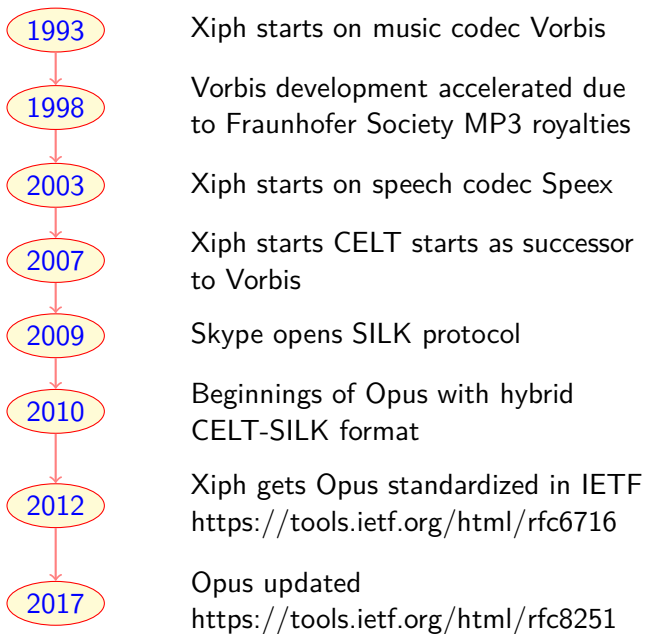 1993 Xiph starts on music codec Vorbis
1998 Vorbis development accelerated due
to Fraunhofer Society MP3 royalties
2003 Xiph starts on speech codec Speex
2007 Xiph starts CELT starts as successor
to Vorbis
2009 Skype opens SILK protocol
2010 Beginnings of Opus with hybrid
CELT-SILK format
2012 Xiph gets Opus standardized in IETF
https://tools.ietf.org/html/rfc6716
2017 Opus updated
https://tools.ietf.org/html/rfc8251